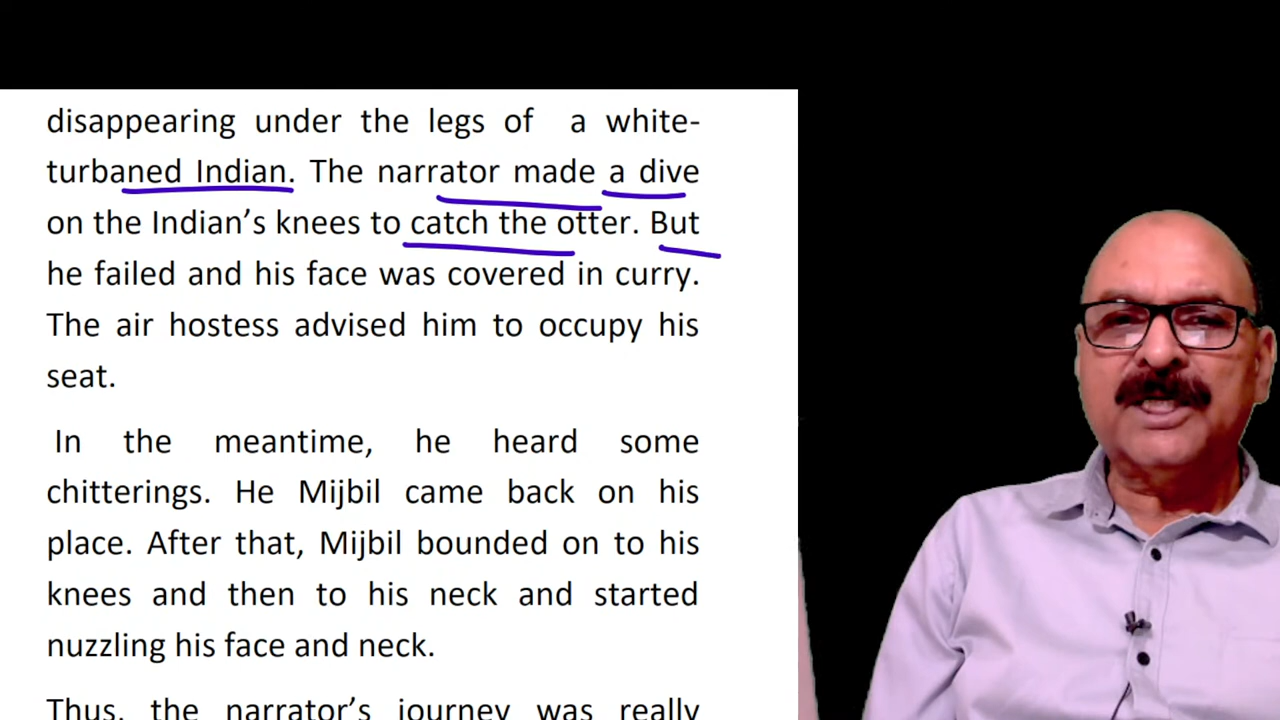 disappearing under the legs of a white-
turbaned Indian. The narrator made a dive
on the Indian’s knees to catch the otter. But
he failed and his face was covered in curry.
The air hostess advised him to occupy his
seat.
In the meantime, he heard some
chitterings. He Mijbil came back on his
place. After that, Mijbil bounded on to his
knees and then to his neck and started
nuzzling his face and neck.
Thus, the narrator’s journey was really